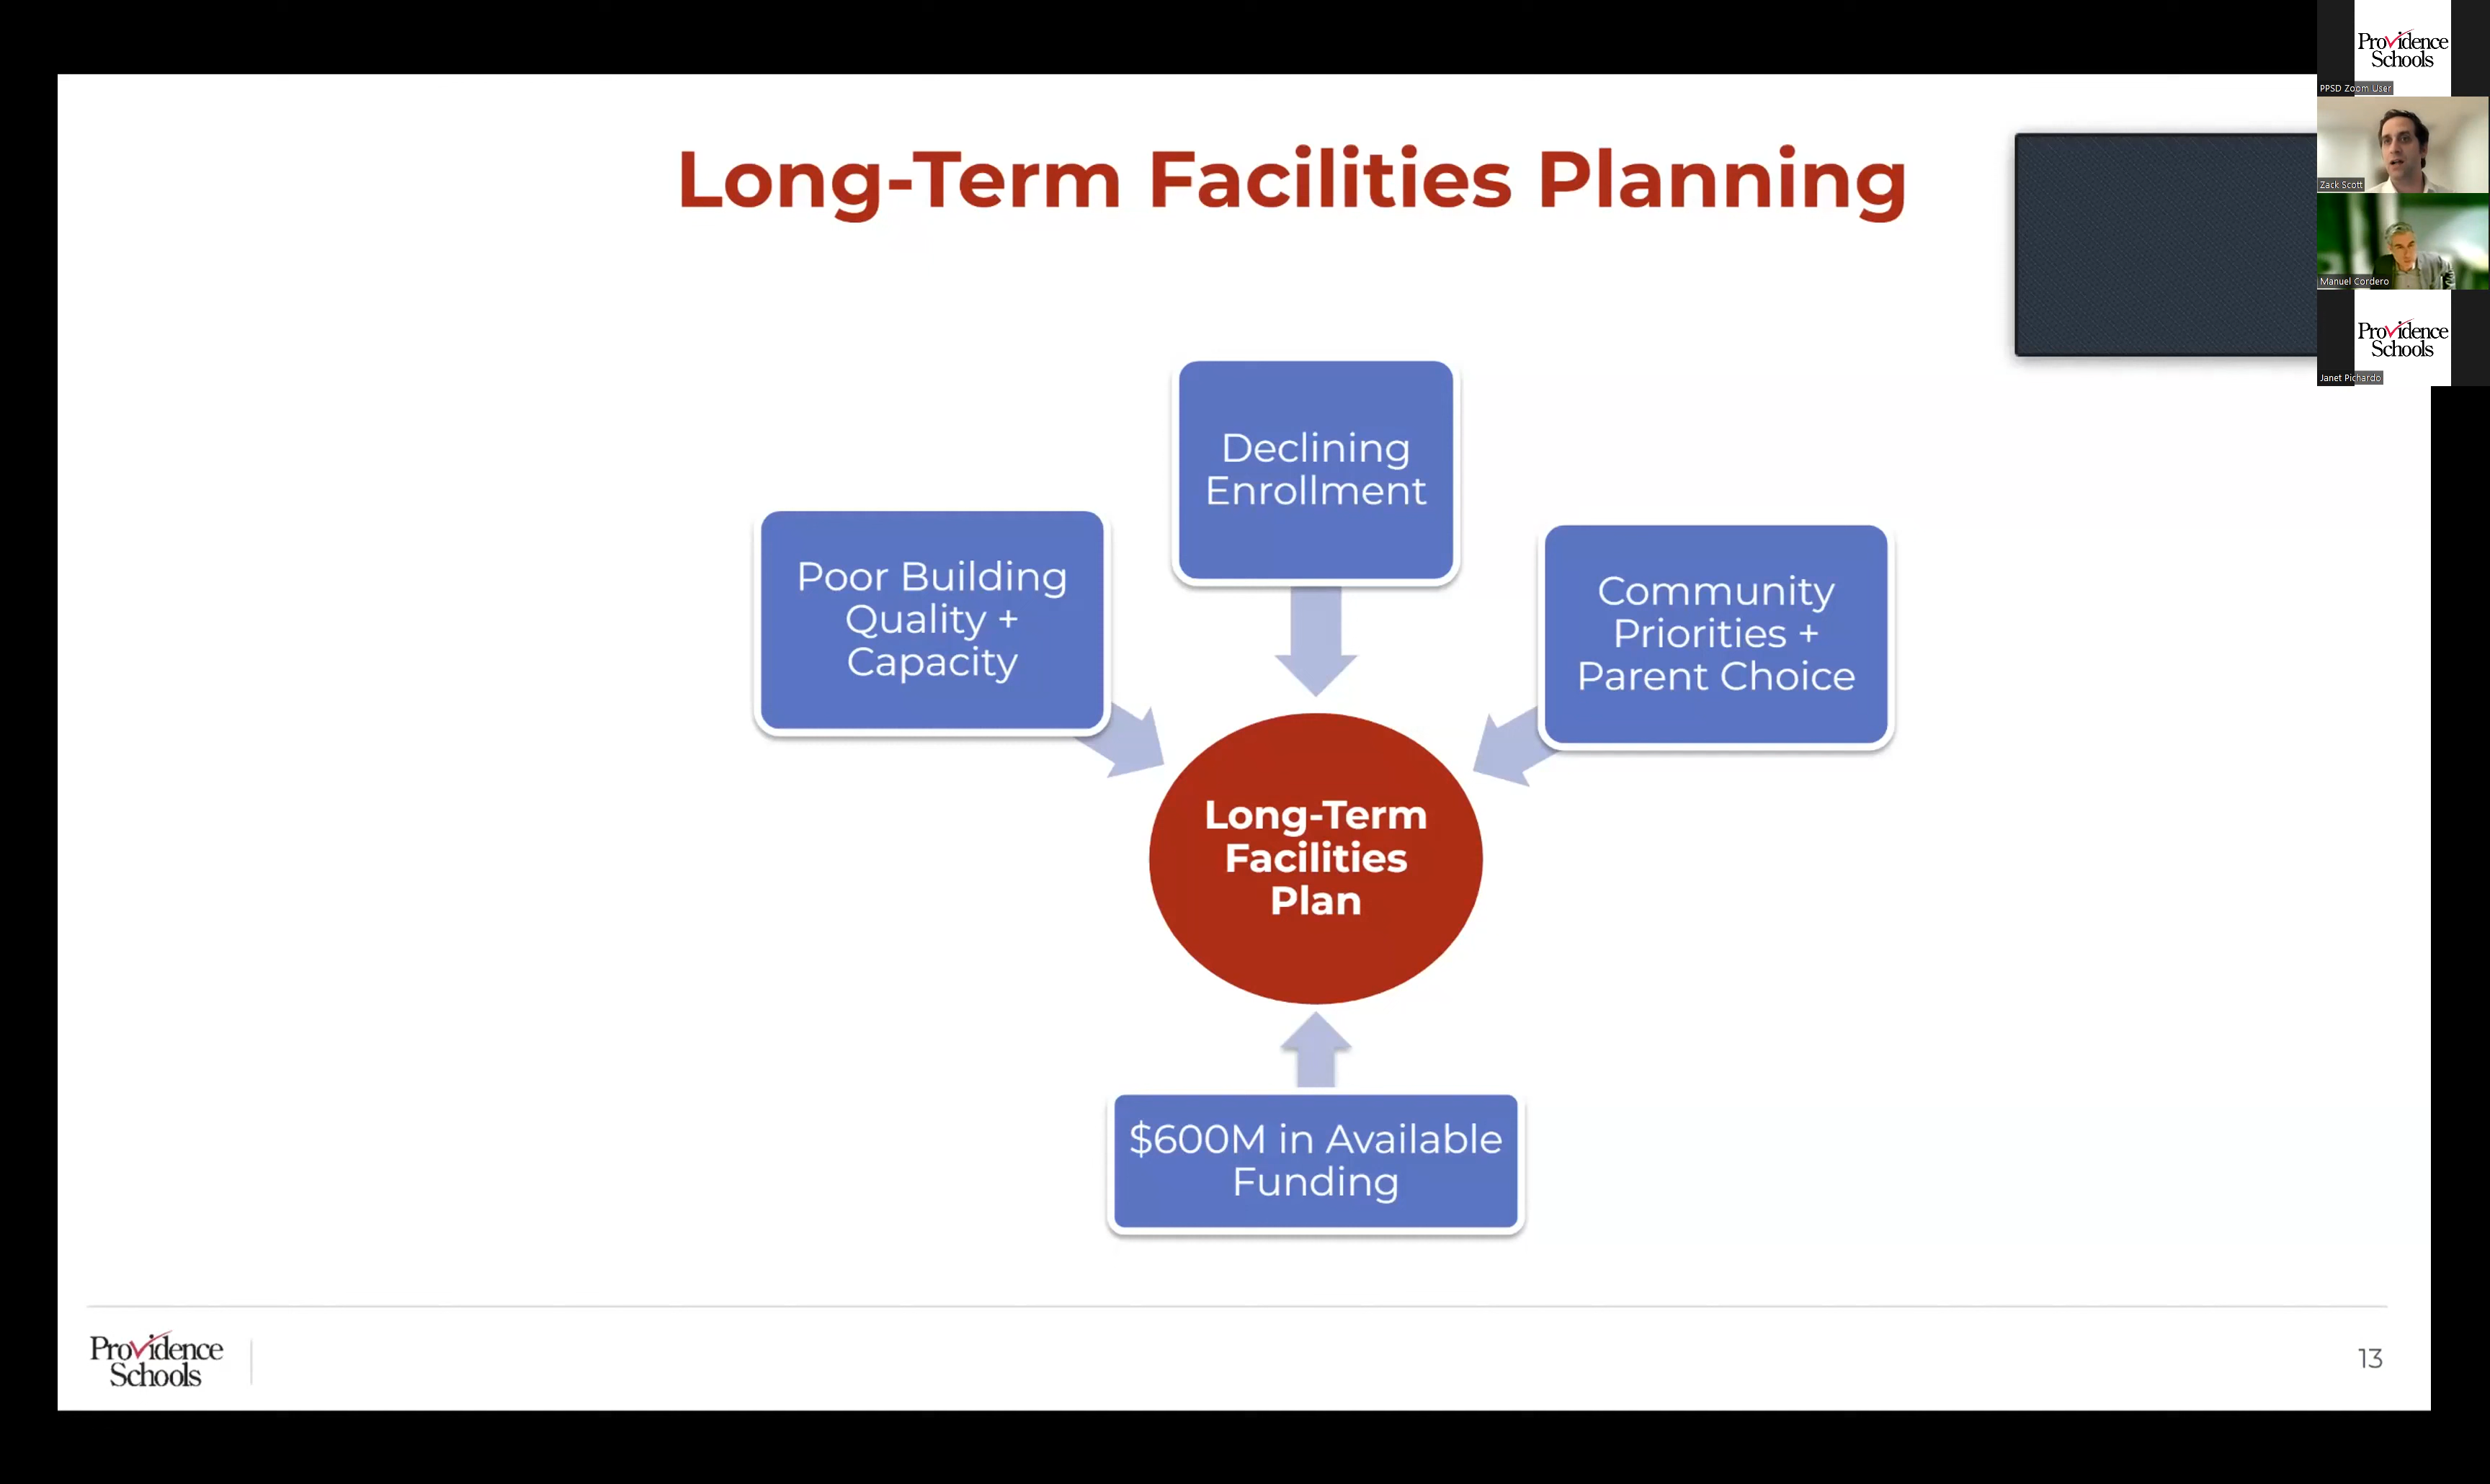 Long-Term Facilities Planning
Declining
Enrollment
Poor Building
Quality +
Capacity
Community
Priorities +
Parent Choice
Long-Term
Facilities
Plan
$600M in Available
Funding
Providence
Schools
13
Providence
Schools
PPSD Zoom User
Zack Scott
Manuel Cordero
Providence
Schools
Janet Pichardo